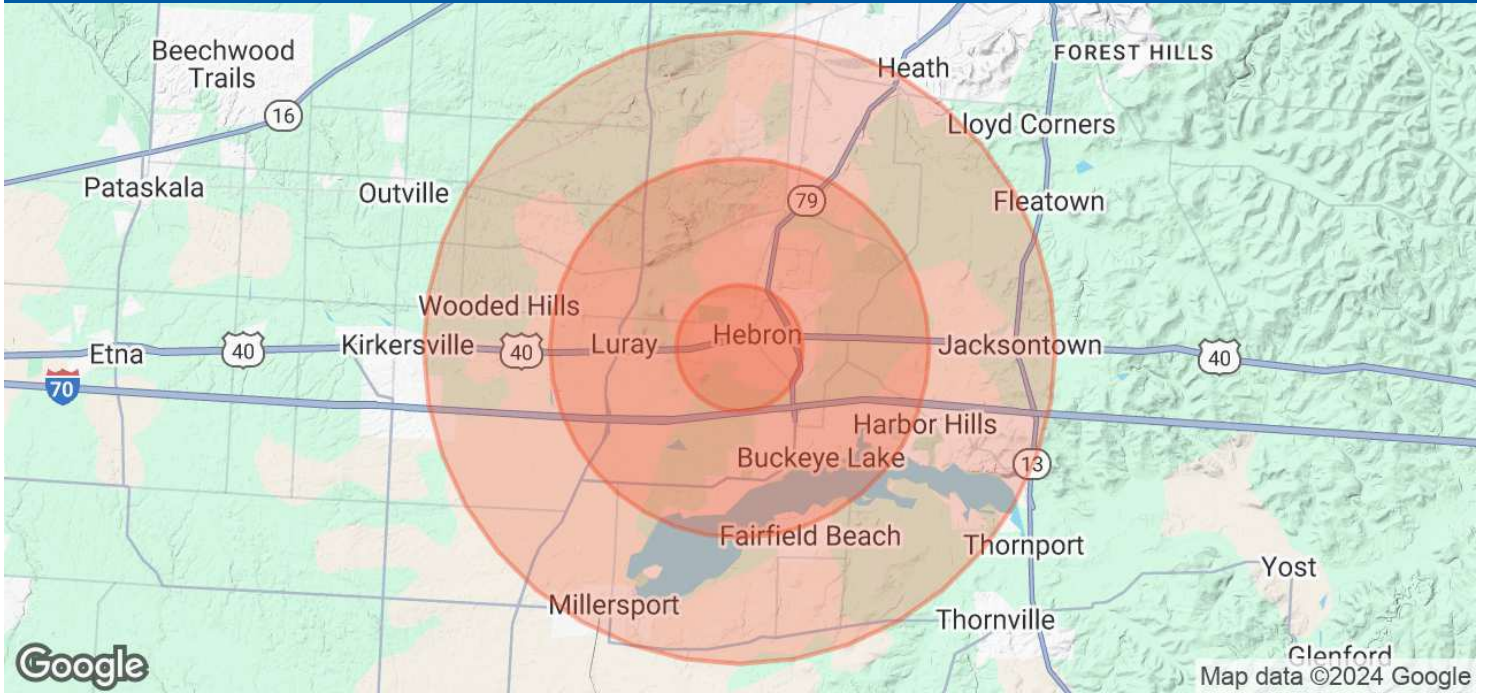 Beechwood
Trails
Heath
FOREST HILLS
16
Lloyd Corners
Pataskala
Outville
79
Fleatown
Wooded Hills
Hebron
Etna
40
Kirkersville
40
Luray
Jacksontown
40
70
Harbor Hills
Buckeye Lake
13
Fairfield Beach
Thornport
Yost
Millersport
Thornville
Glenford
Google
Map data ©2024 Google